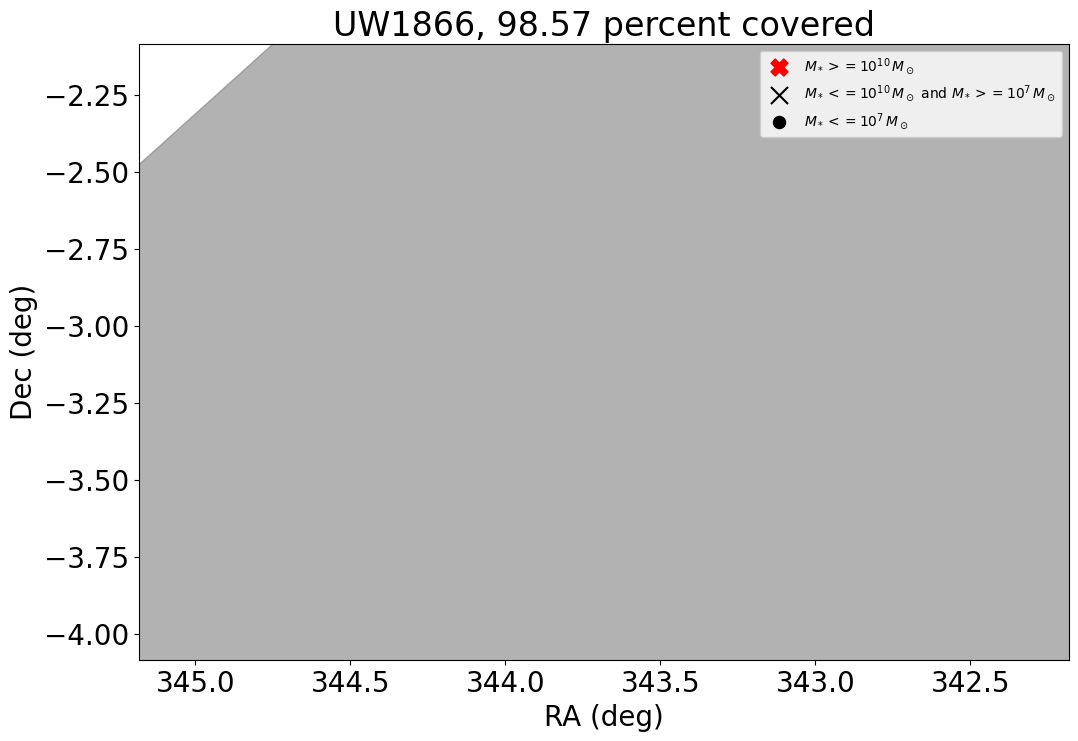 UW1866, 98.57 percent covered
M* >= 10^10 M⊙
M* <= 10^10 M⊙ and M* >= 10^7 M⊙
M* <= 10^7 M⊙
−2.25
−2.50
−2.75
−3.00
−3.25
−3.50
−3.75
−4.00
Dec (deg)
345.0 344.5 344.0 343.5 343.0 342.5
RA (deg)